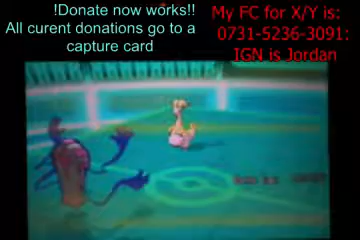 !Donate now works!!
All curent donations go to a
capture card
My FC for X/Y is:
0731-5236-3091:
IGN is Jordan